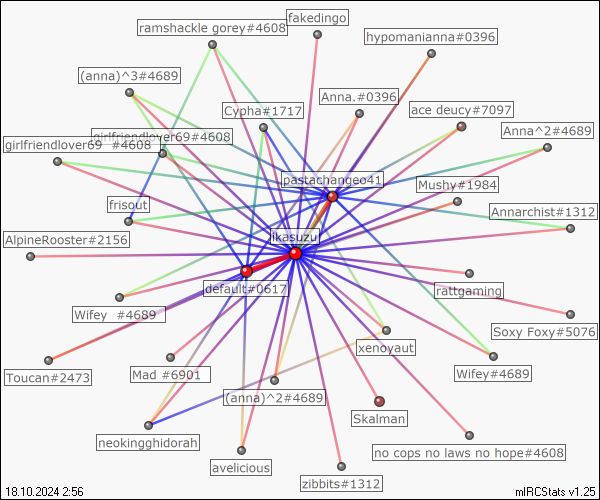 fakedingo
ramshackle gorey#4608
hypomanianna#0396
(anna)^3#4689
Anna.#0396
Cypha#1717
ace deucy#7097
Anna^2#4689
girlfriendlover69#4608
girlfriendlover69 #4608
pastachangeo41
Mushy#1984
frisout
Annarchist#1312
ikasuzu
AlpineRooster#2156
default#0617
rattgaming
Wifey #4689
Soxy Foxy#5076
xenoyaut
Toucan#2473
Mad #6901
Wifey#4689
(anna)^2#4689
Skalman
neokingghidorah
no cops no laws no hope#4608
avelicious
zibbits#1312
18.10.2024 2:56
mIRCStats v1.25